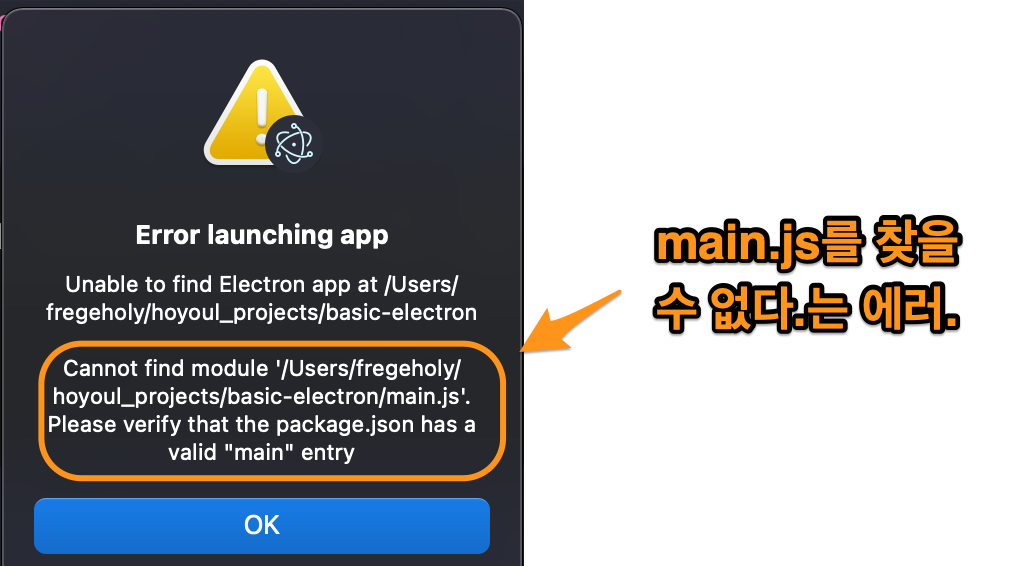 Error launching app
Unable to find Electron app at /Users/
fregeholy/hoyoul_projects/basic-electron
Cannot find module '/Users/fregeholy/
hoyoul_projects/basic-electron/main.js'.
Please verify that the package.json has a
valid "main" entry
OK
main.js를 찾을
수 없다.는 에러.